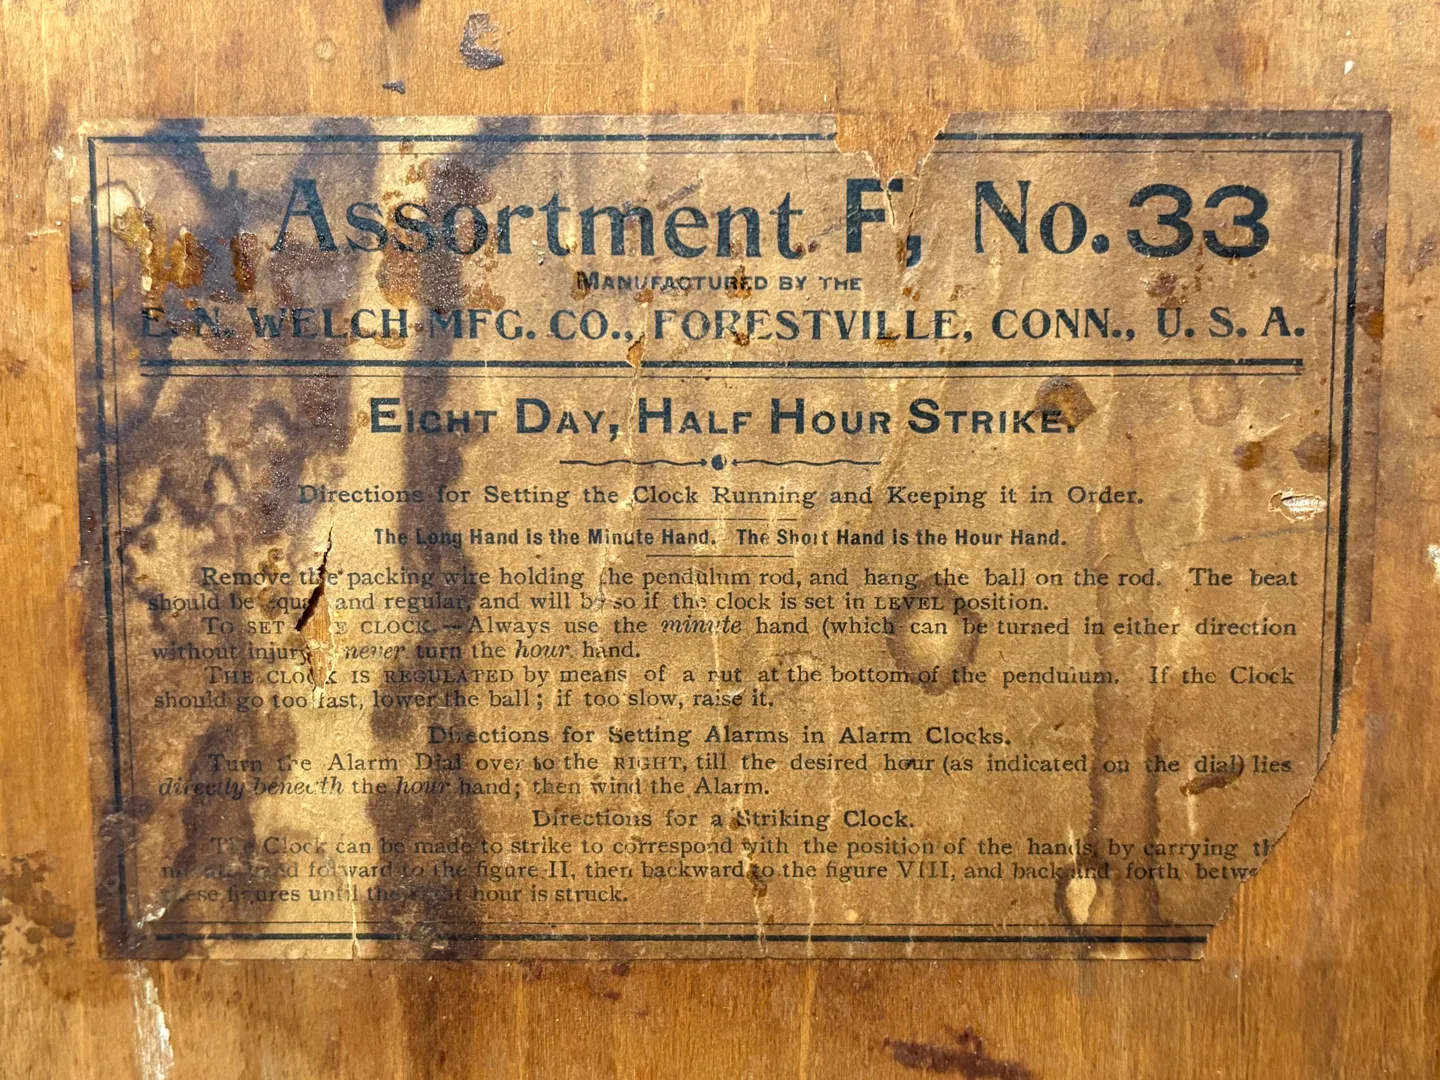 Assortment F, No. 33
MANUFACTURED BY THE
E. N. WELCH MFG. CO., FORESTVILLE, CONN., U. S. A.
EIGHT DAY, HALF HOUR STRIKE.
Directions for Setting the Clock Running and Keeping it in Order.
The Long Hand is the Minute Hand. The Short Hand is the Hour Hand.
Remove the packing wire holding the pendulum rod, and hang the ball on the rod. The beat
should be equal and regular, and will be so if the clock is set in LEVEL position.
TO SET THE CLOCK.—Always use the minute hand (which can be turned in either direction
without injury never turn the hour hand.
THE CLOCK IS REGULATED by means of a nut at the bottom of the pendulum. If the Clock
should go too fast, lower the ball; if too slow, raise it.
Directions for Setting Alarms in Alarm Clocks.
Turn the Alarm Dial over to the RIGHT, till the desired hour (as indicated on the dial) lies
directly beneath the hour hand; then wind the Alarm.
Directions for a Striking Clock.
The Clock can be made to strike to correspond with the position of the hands, by carrying th
forward to the figure II, then backward to the figure VIII, and back and forth betwe
these figures until the right hour is struck.